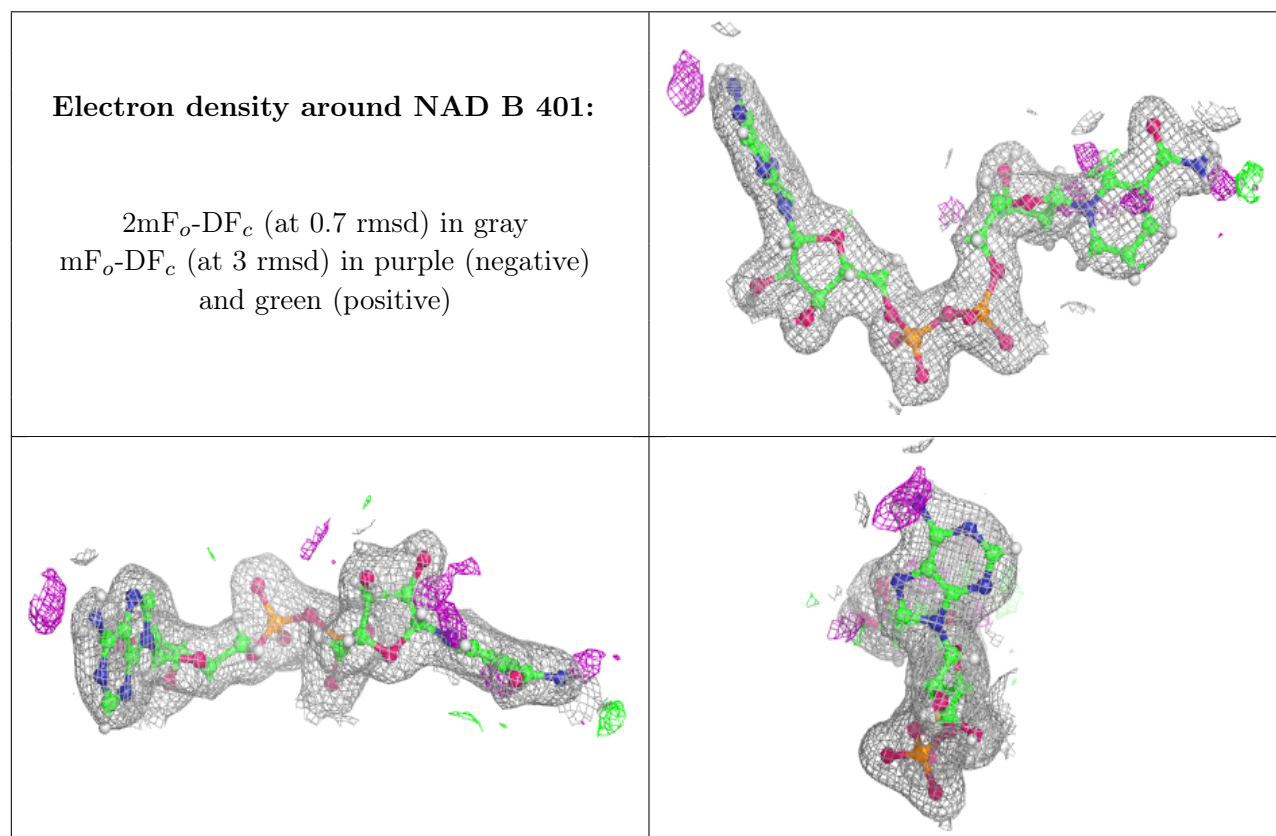 Electron density around NAD B 401:
2mFo-DFc (at 0.7 rmsd) in gray
mFo-DFc (at 3 rmsd) in purple (negative)
and green (positive)